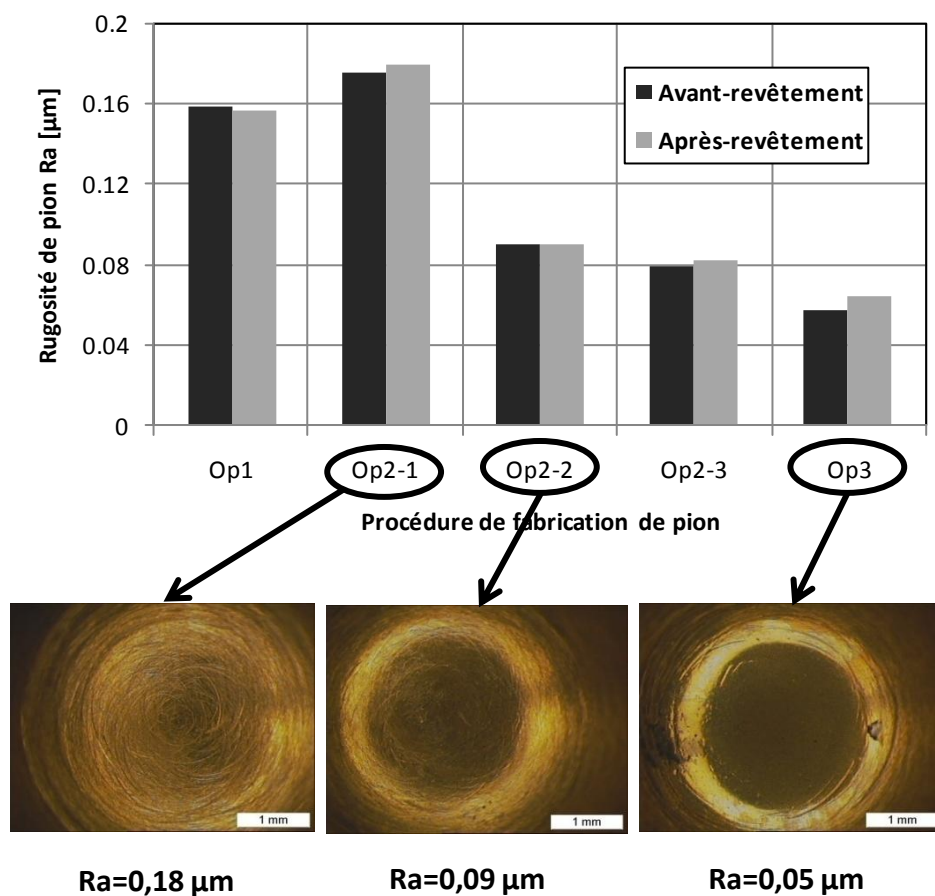 0.2
0.16
0.12
0.08
0.04
0
Rugosité de pion Ra [µm]
Avant-revêtement
Après-revêtement
Op1 Op2-1 Op2-2 Op2-3 Op3
Procédure de fabrication de pion
1 mm 1 mm 1 mm
Ra=0,18 µm Ra=0,09 µm Ra=0,05 µm